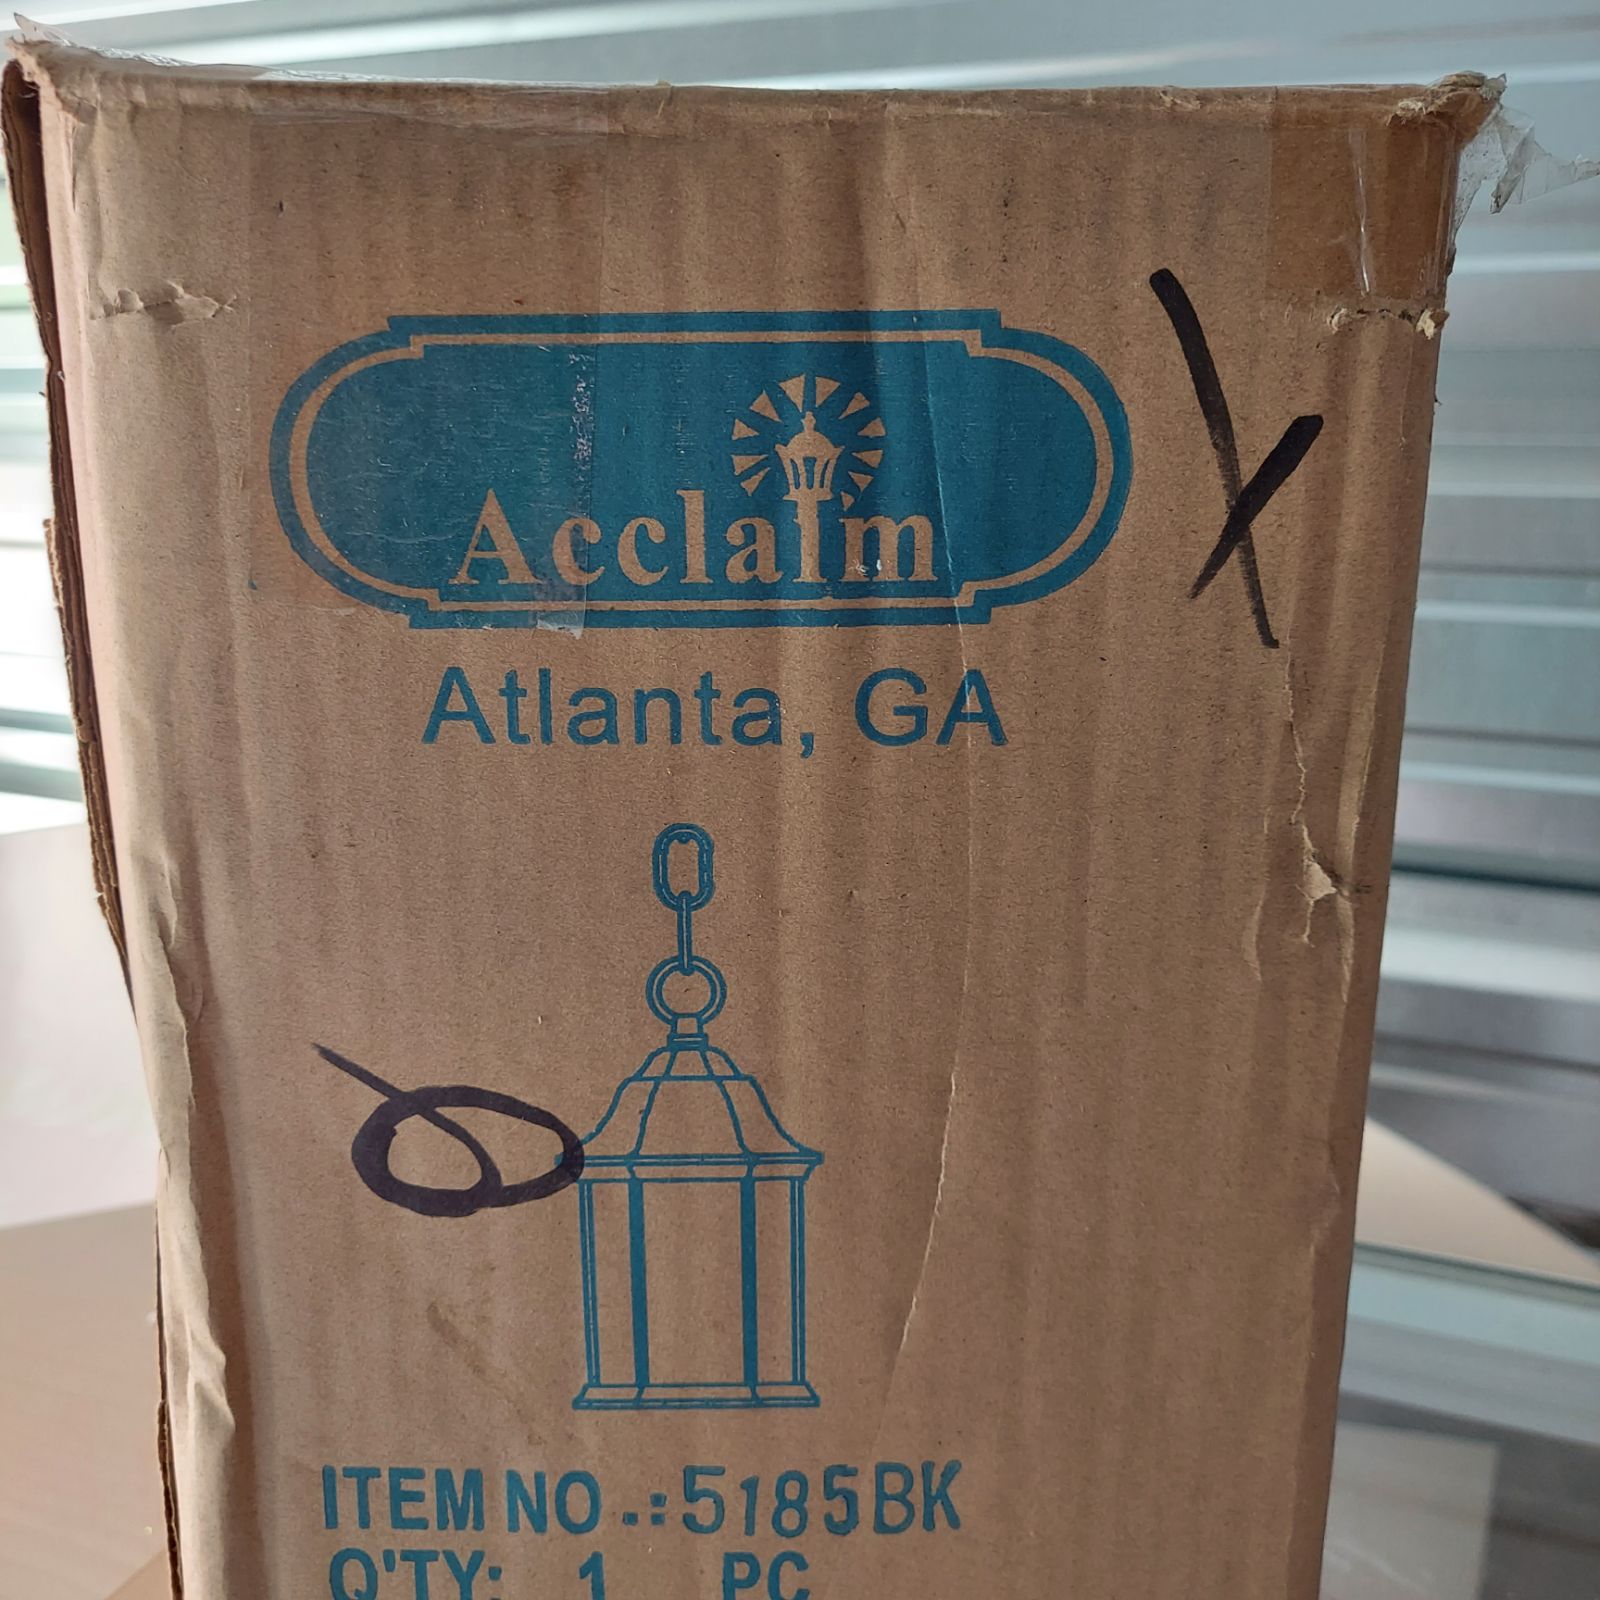 Acclaim
Atlanta, GA
ITEM NO .: 5185BK
Q'TY: 1 PC